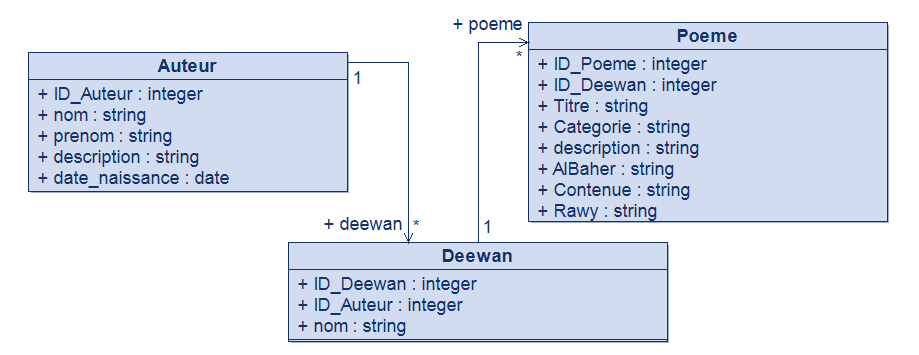 Auteur
+ ID_Auteur : integer
+ nom : string
+ prenom : string
+ description : string
+ date_naissance : date
1
+ deewan
*
+ poeme
*
Poeme
+ ID_Poeme : integer
+ ID_Deewan : integer
+ Titre : string
+ Categorie : string
+ description : string
+ AlBaher : string
+ Contenue : string
+ Rawy : string
1
Deewan
+ ID_Deewan : integer
+ ID_Auteur : integer
+ nom : string